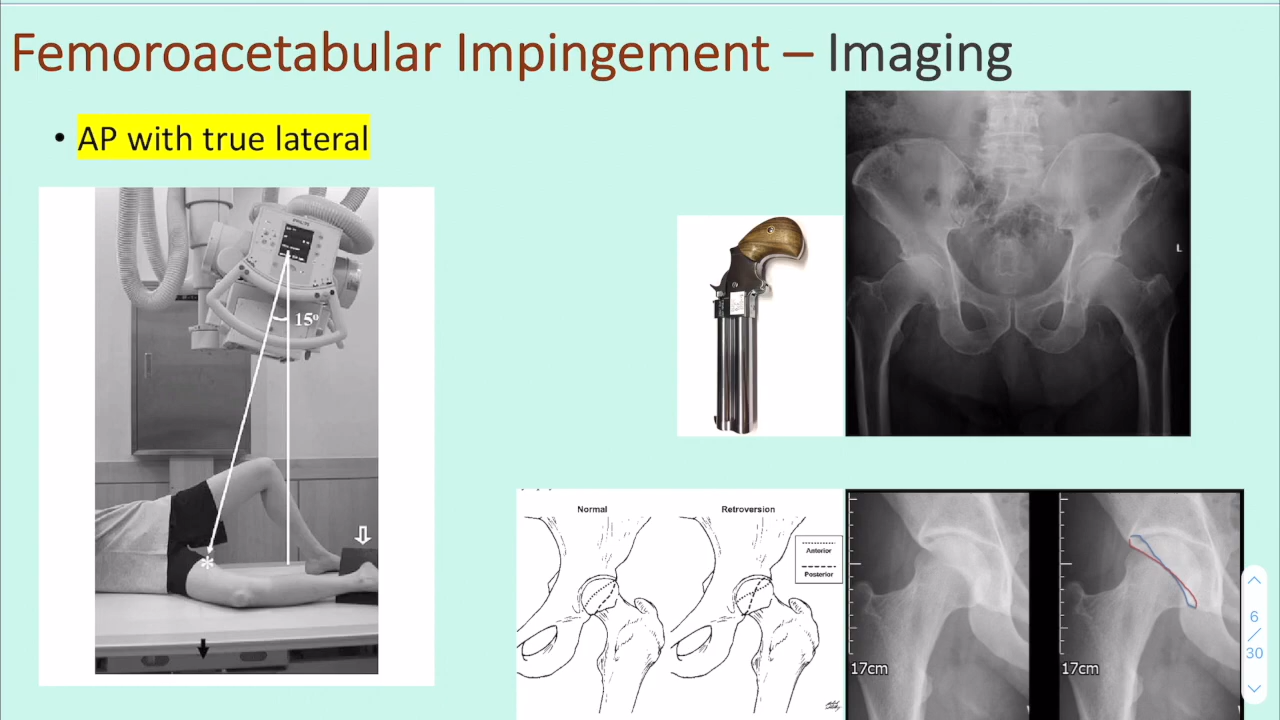 Femoroacetabular Impingement – Imaging
• AP with true lateral
15°
L
Normal
Retroversion
Anterior
Posterior
17cm
17cm
6
/
30